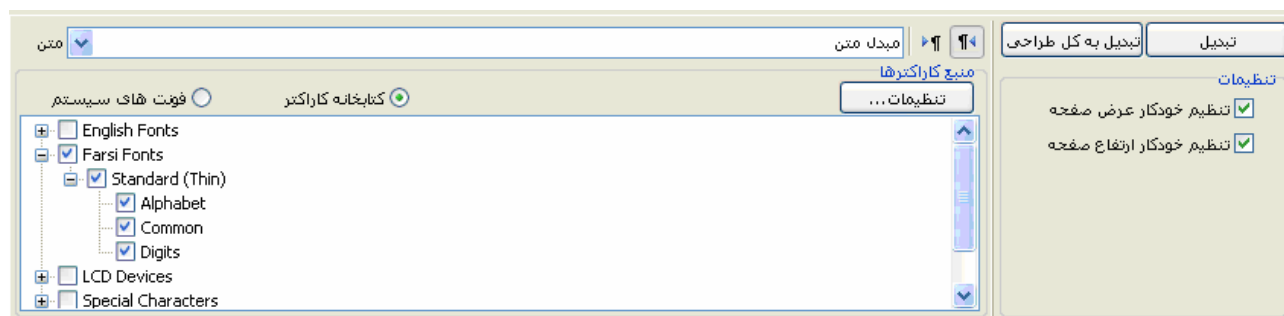 تبدیل
تبدیل به کل طراحی
مبدل متن
متن
تنظیمات
تنظیم خودکار عرض صفحه
تنظیم خودکار ارتفاع صفحه
منبع کاراکترها
تنظیمات...
کتابخانه کاراکتر
فونت های سیستم
English Fonts
Farsi Fonts
Standard (Thin)
Alphabet
Common
Digits
LCD Devices
Special Characters